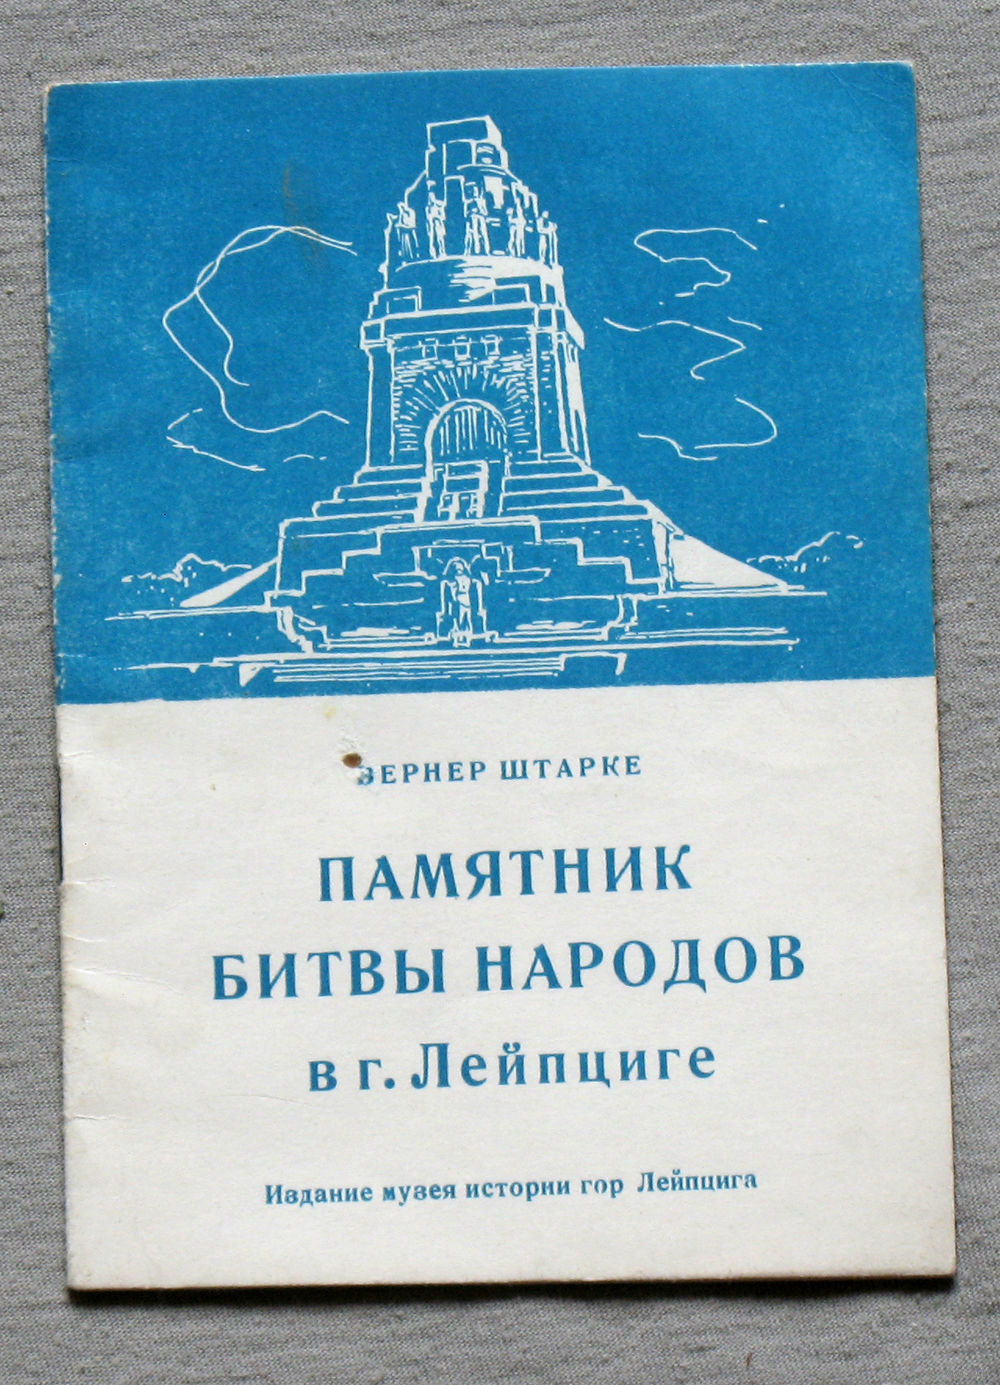 ВЕРНЕР ШТАРКЕ
ПАМЯТНИК
БИТВЫ НАРОДОВ
в г. Лейпциге
Издание музея истории гор Лейпцига